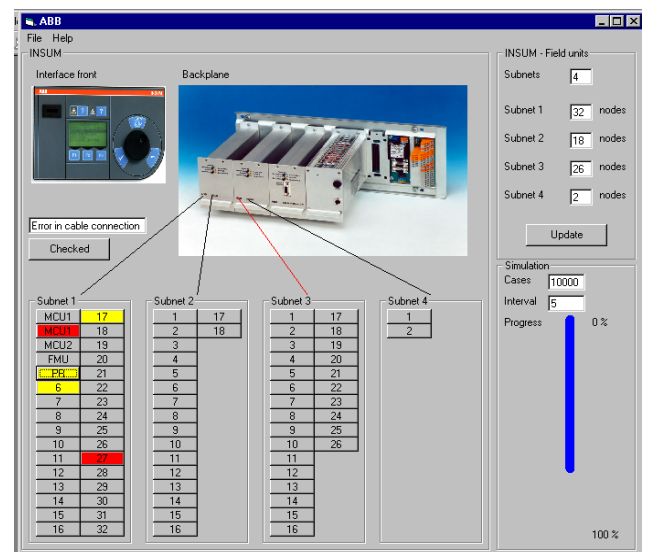 ABB
File Help
INSUM
Interface front
Backplane
Error in cable connection
Checked
Subnet 1
MCU1 17
MCU1 18
MCU2 19
FMU 20
PR 21
6 22
7 23
8 24
9 25
10 26
11 27
12 28
13 29
14 30
15 31
16 32
Subnet 2
1 17
2 18
3
4
5
6
7
8
9
10
11
12
13
14
15
16
Subnet 3
1 17
2 18
3 19
4 20
5 21
6 22
7 23
8 24
9 25
10 26
11
12
13
14
15
16
Subnet 4
1
2
INSUM - Field units
Subnets 4
Subnet 1 32 nodes
Subnet 2 18 nodes
Subnet 3 26 nodes
Subnet 4 2 nodes
Update
Simulation
Cases 10000
Interval 5
Progress 0 %
100 %